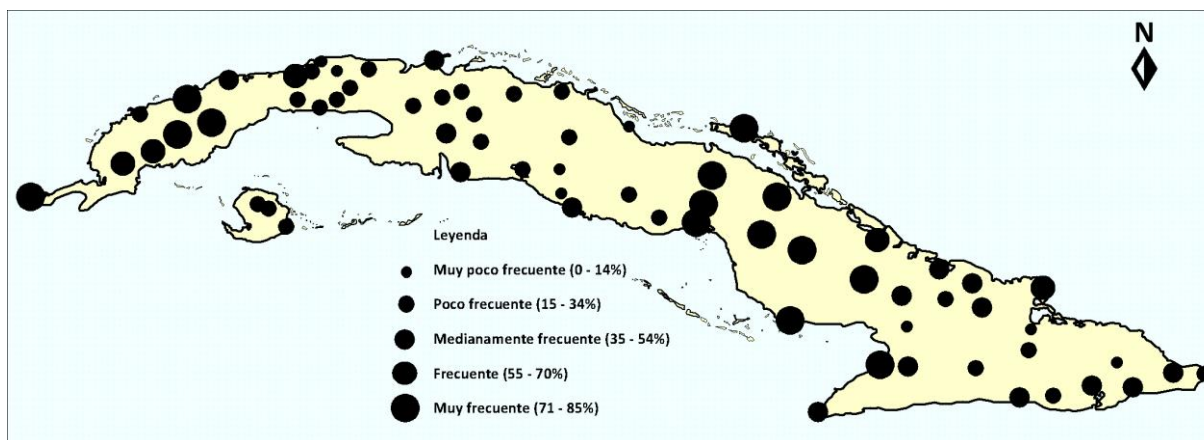 N
Leyenda
Muy poco frecuente (0 - 14%)
Poco frecuente (15 - 34%)
Medianamente frecuente (35 - 54%)
Frecuente (55 - 70%)
Muy frecuente (71 - 85%)